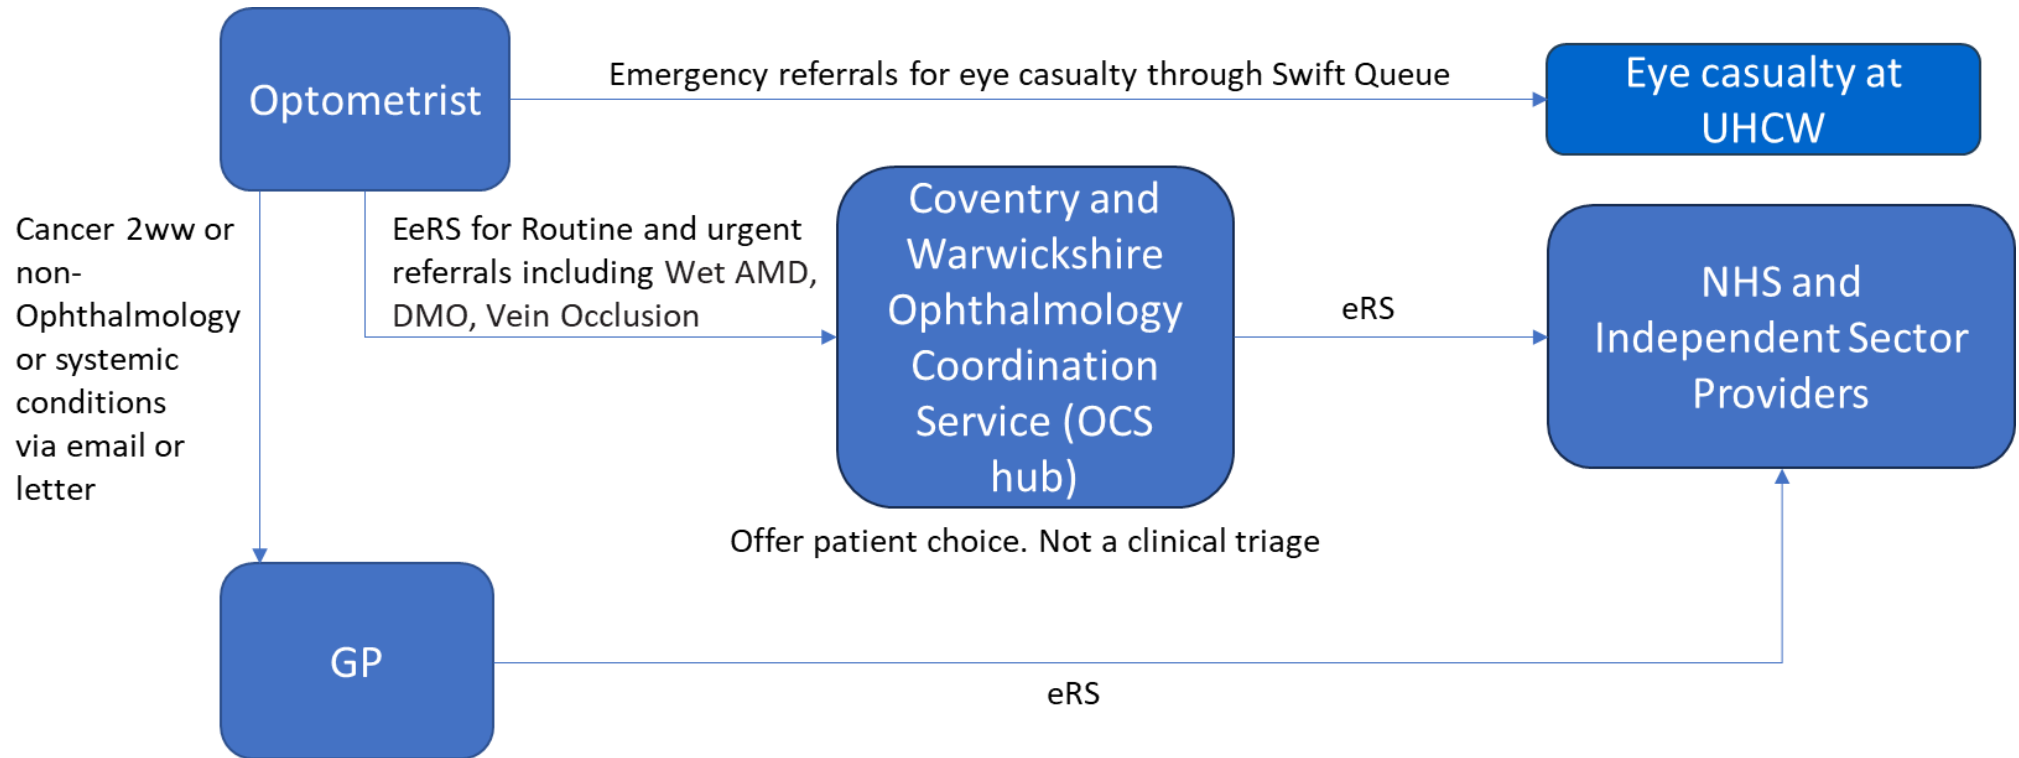 Optometrist
Emergency referrals for eye casualty through Swift Queue
Eye casualty at
UHCW
Cancer 2ww or
non-
Ophthalmology
or systemic
conditions
via email or
letter
EeRS for Routine and urgent
referrals including Wet AMD,
DMO, Vein Occlusion
Coventry and
Warwickshire
Ophthalmology
Coordination
Service (OCS
hub)
eRS
NHS and
Independent Sector
Providers
Offer patient choice. Not a clinical triage
GP
eRS